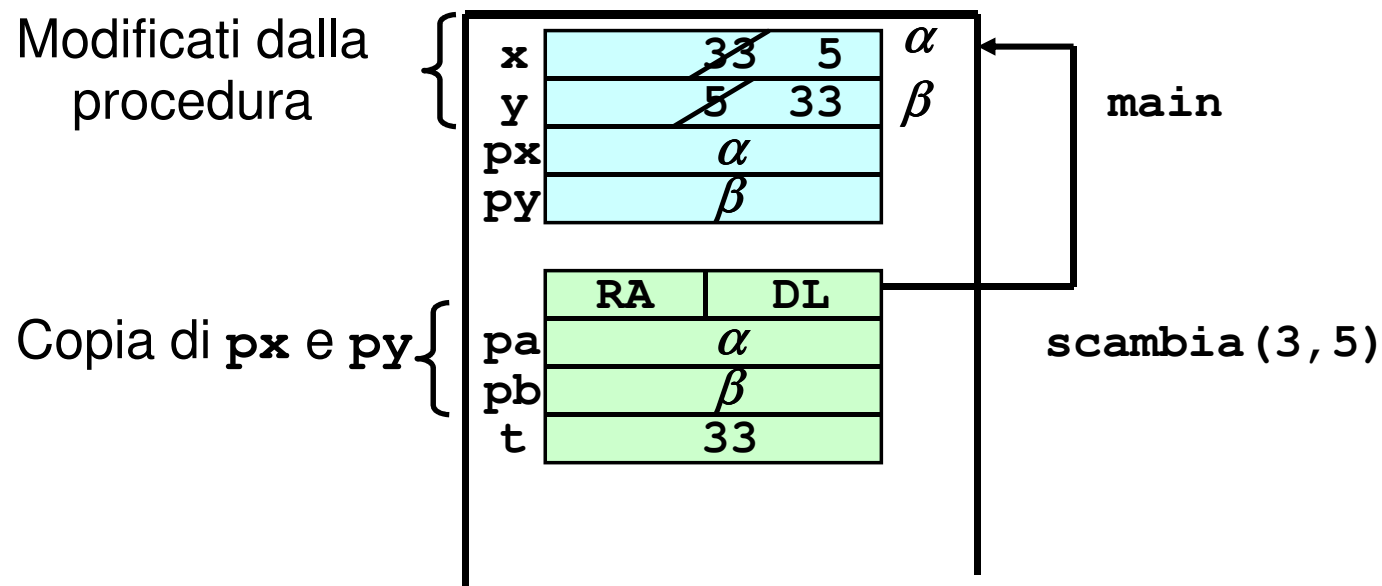 Modificati dalla
procedura
x 33 5 α
y 5 33 β
main
px α
py β
RA DL
Copia di px e py
pa α
scambia(3,5)
pb β
t 33